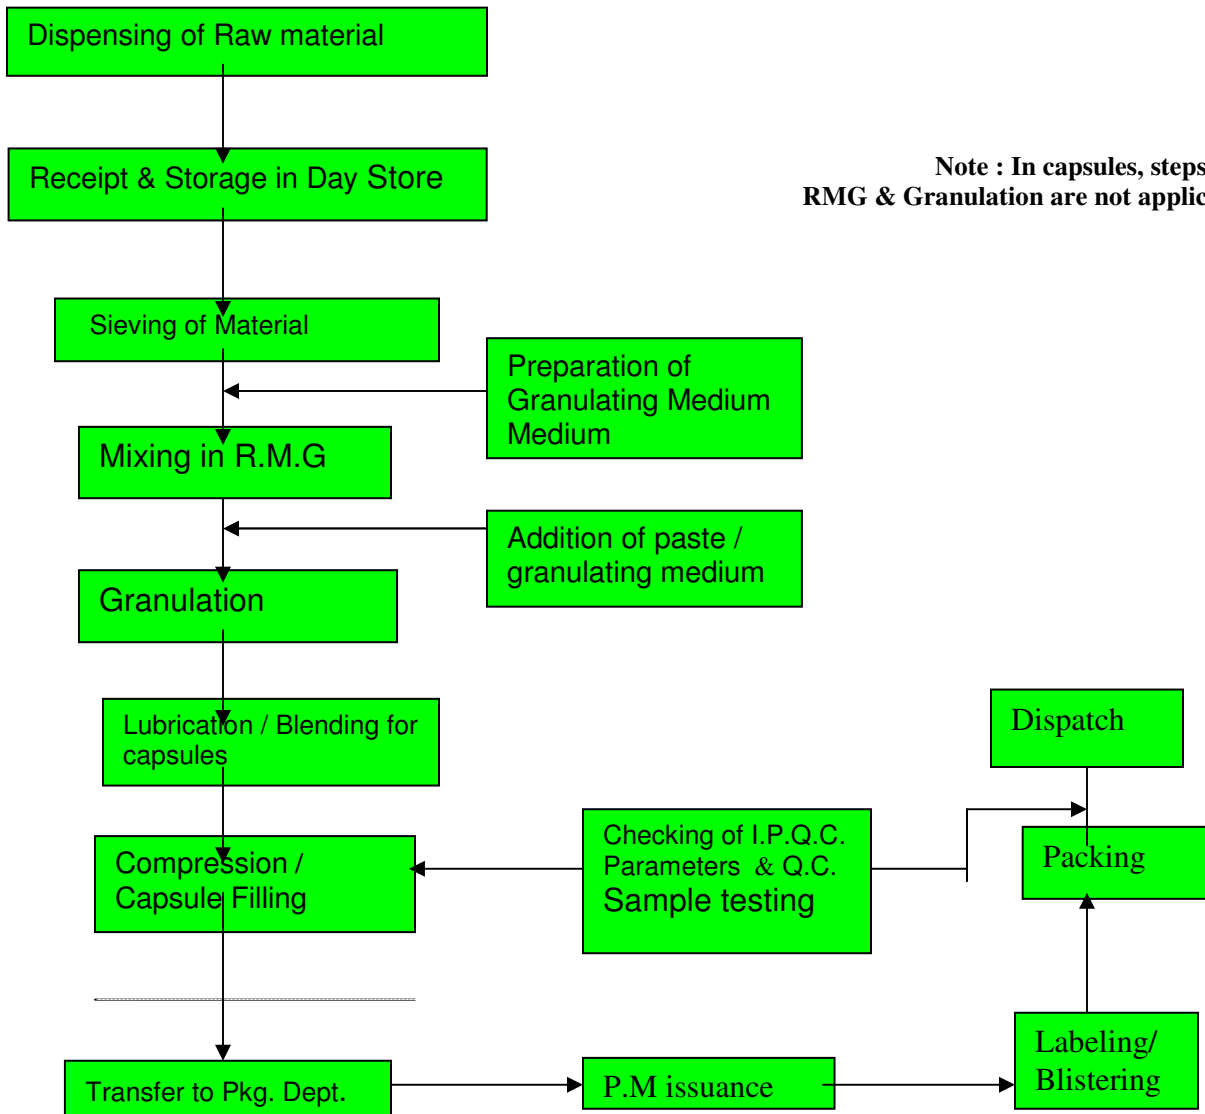 Dispensing of Raw material
Receipt & Storage in Day Store
Note : In capsules, steps
RMG & Granulation are not applic
Sieving of Material
Preparation of
Granulating Medium
Medium
Mixing in R.M.G
Addition of paste /
granulating medium
Granulation
Lubrication / Blending for
capsules
Dispatch
Checking of I.P.Q.C.
Parameters & Q.C.
Sample testing
Compression /
Capsule Filling
Packing
Labeling/
Blistering
Transfer to Pkg. Dept.
P.M issuance